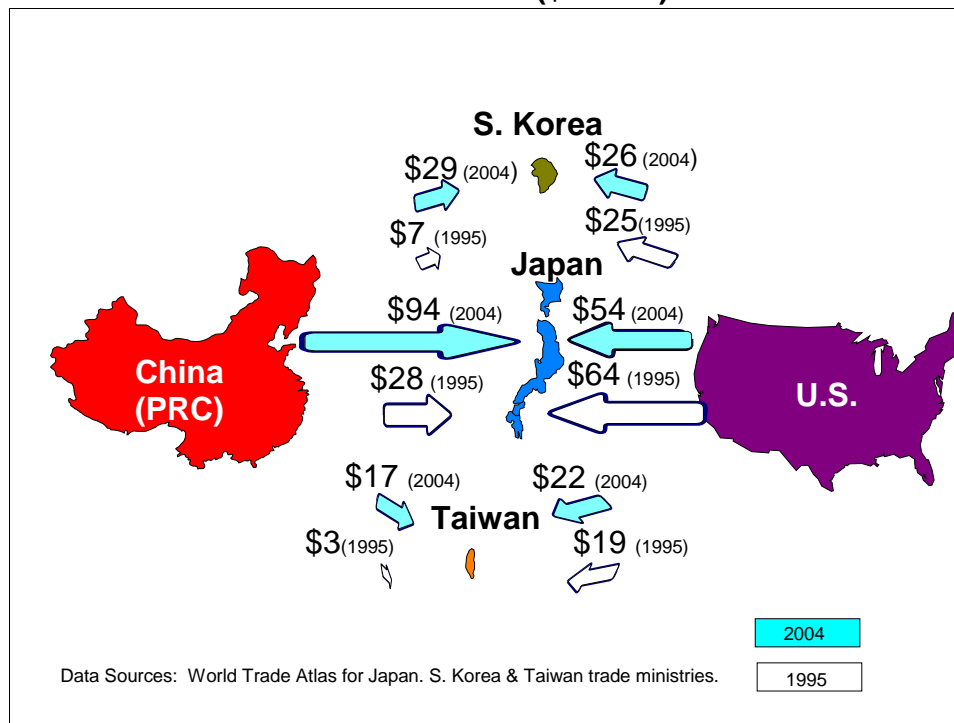 S. Korea
$29 (2004)
$26 (2004)
$7 (1995)
$25(1995)
Japan
$94 (2004)
$54 (2004)
China
(PRC)
$28 (1995)
$64 (1995)
U.S.
$17 (2004)
$22 (2004)
Taiwan
$3(1995)
$19 (1995)
2004
Data Sources: World Trade Atlas for Japan. S. Korea & Taiwan trade ministries.
1995